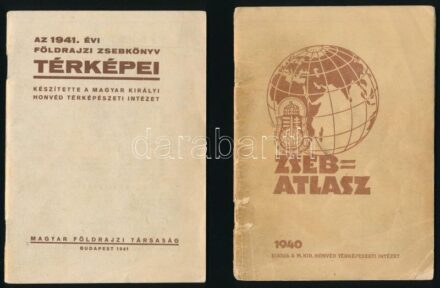 AZ 1941. ÉVI
FÖLDRAJZI ZSEBKÖNYV
TÉRKÉPEI
KÉSZÍTETTE A MAGYAR KIRÁLYI
HONVÉD TÉRKÉPÉSZETI INTÉZET
MAGYAR FÖLDRAJZI TÁRSASÁG
BUDAPEST 1941
ZSEB=
ATLASZ
1940
KIADJA A M. KIR. HONVÉD TÉRKÉPÉSZETI INTÉZET
darabanth